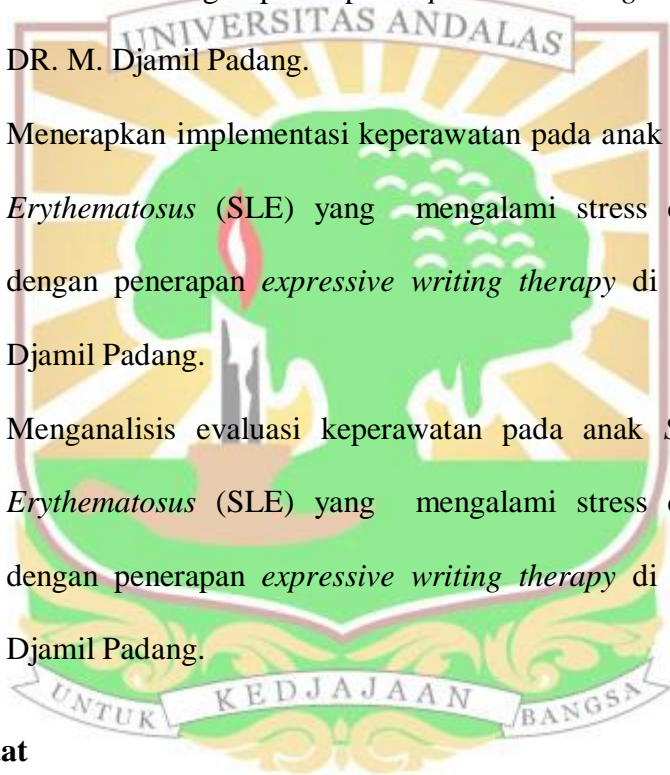 UNIVERSITAS ANDALAS
DR. M. Djamil Padang.
Menerapkan implementasi keperawatan pada anak
Erythematosus (SLE) yang mengalami stress
dengan penerapan expressive writing therapy di
Djamil Padang.
Menganalisis evaluasi keperawatan pada anak
Erythematosus (SLE) yang mengalami stress
dengan penerapan expressive writing therapy di
Djamil Padang.
UNTUK KEDJAJAAN BANGSA